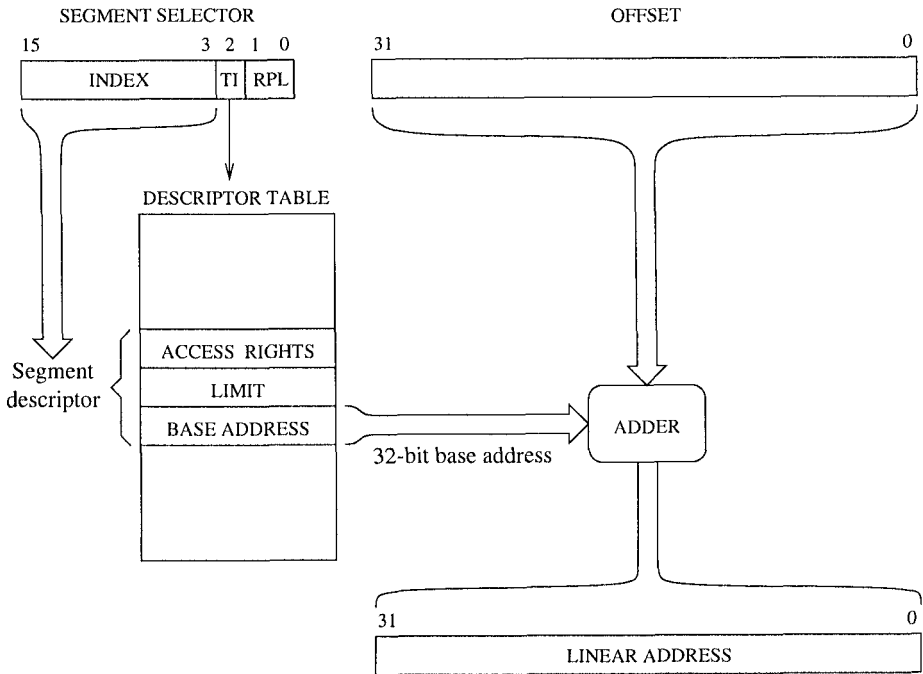 SEGMENT SELECTOR
OFFSET
15 3 2 1 0
31 0
INDEX TI RPL
DESCRIPTOR TABLE
ACCESS RIGHTS
Segment
descriptor
LIMIT
BASE ADDRESS
ADDER
32-bit base address
31 0
LINEAR ADDRESS